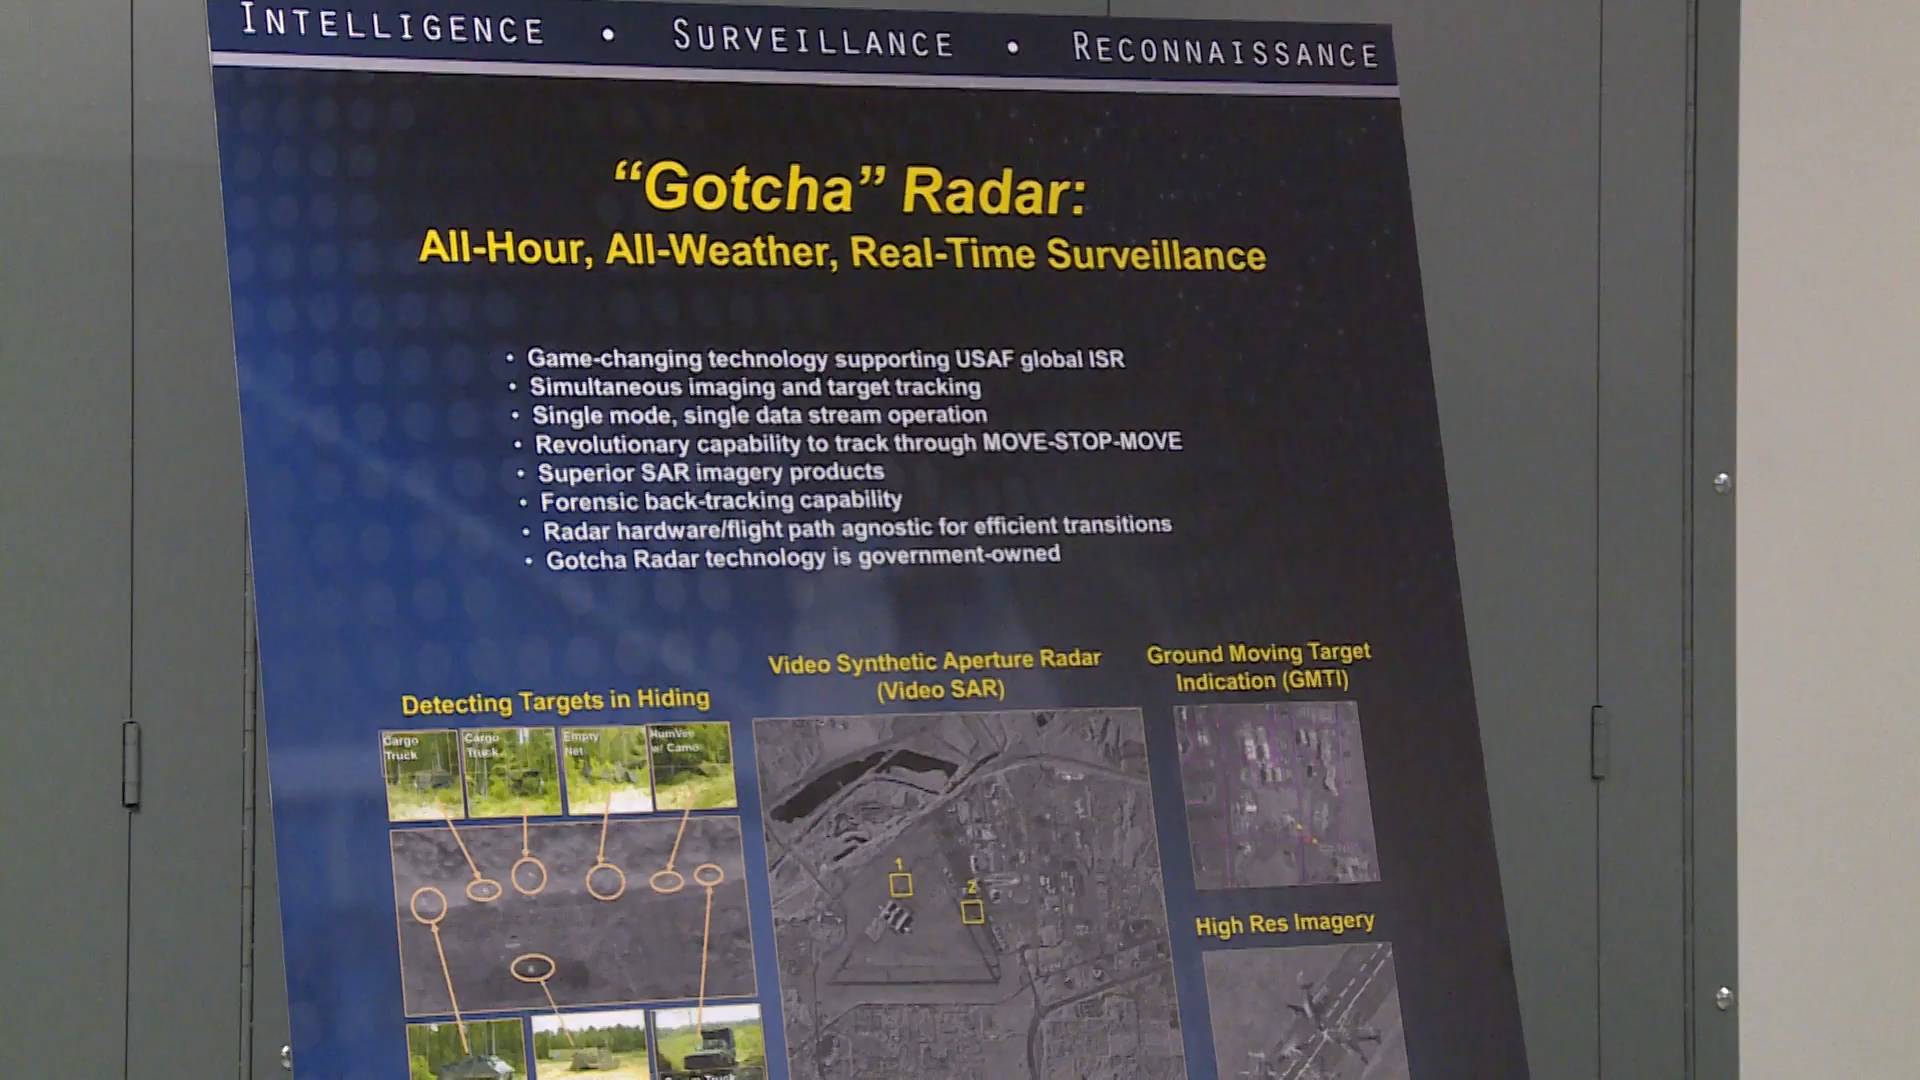 INTELLIGENCE • SURVEILLANCE • RECONNAISSANCE
“Gotcha” Radar:
All-Hour, All-Weather, Real-Time Surveillance
• Game-changing technology supporting USAF global ISR
• Simultaneous imaging and target tracking
• Single mode, single data stream operation
• Revolutionary capability to track through MOVE-STOP-MOVE
• Superior SAR imagery products
• Forensic back-tracking capability
• Radar hardware/flight path agnostic for efficient transitions
• Gotcha Radar technology is government-owned
Detecting Targets in Hiding
Cargo
Truck
Cargo
Truck
Empty
Net
HumVee
w/ Camo
Video Synthetic Aperture Radar
(Video SAR)
1
2
Ground Moving Target
Indication (GMTI)
High Res Imagery